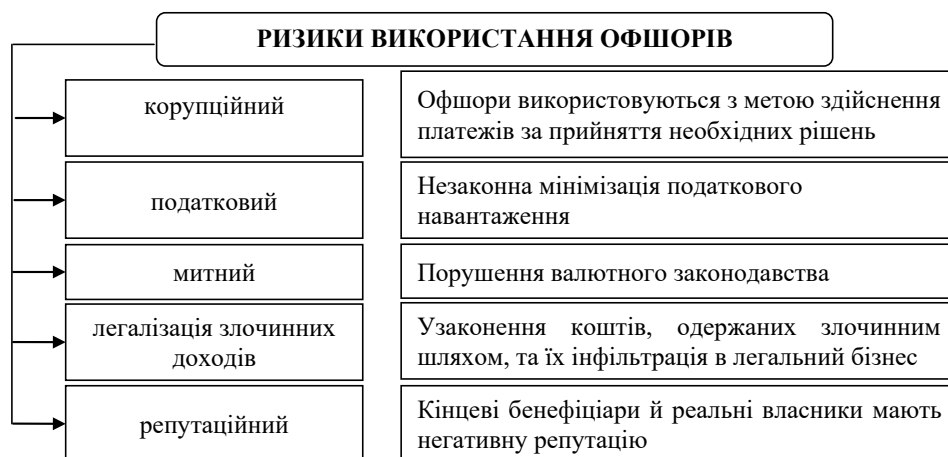 РИЗИКИ ВИКОРИСТАННЯ ОФШОРІВ
корупційний
Офшори використовуються з метою здійснення
платежів за прийняття необхідних рішень
податковий
Незаконна мінімізація податкового
навантаження
митний
Порушення валютного законодавства
легалізація злочинних
доходів
Узаконення коштів, одержаних злочинним
шляхом, та їх інфільтрація в легальний бізнес
репутаційний
Кінцеві бенефіціари й реальні власники мають
негативну репутацію